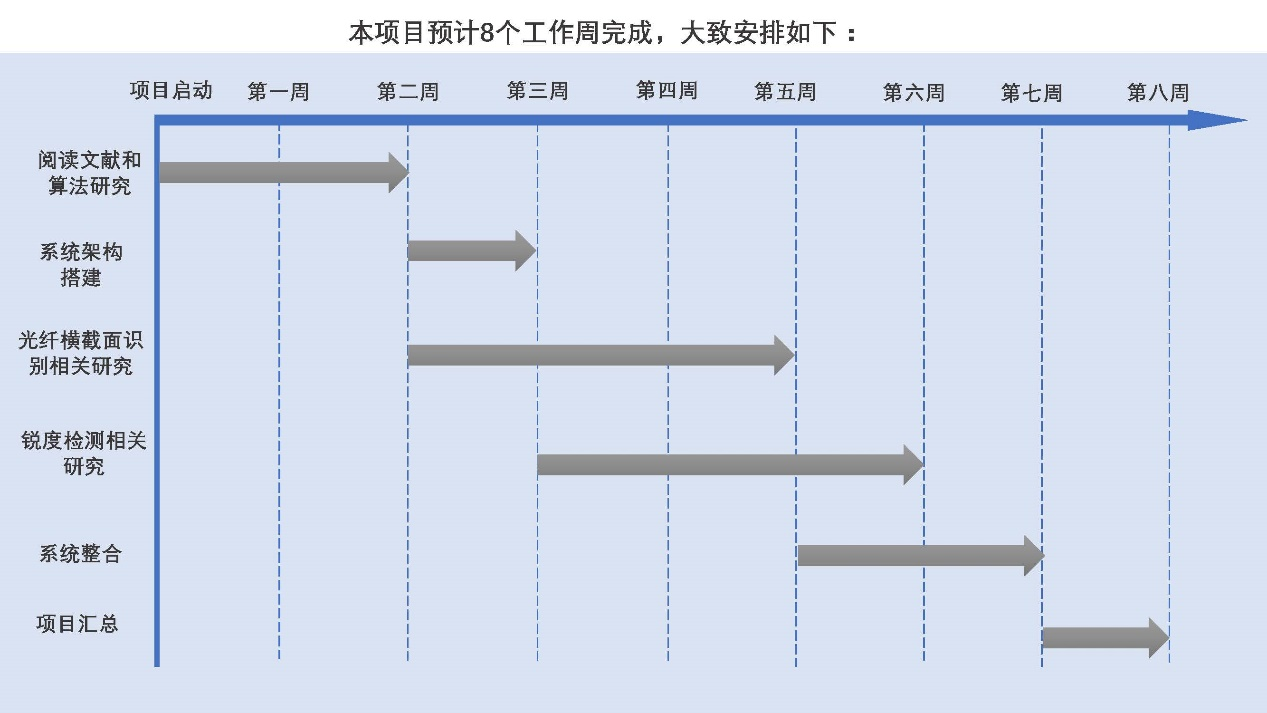 本项目预计8个工作周完成，大致安排如下：
项目启动 第一周 第二周 第三周 第四周 第五周 第六周 第七周 第八周
阅读文献和
算法研究
系统架构
搭建
光纤横截面识
别相关研究
锐度检测相关
研究
系统整合
项目汇总